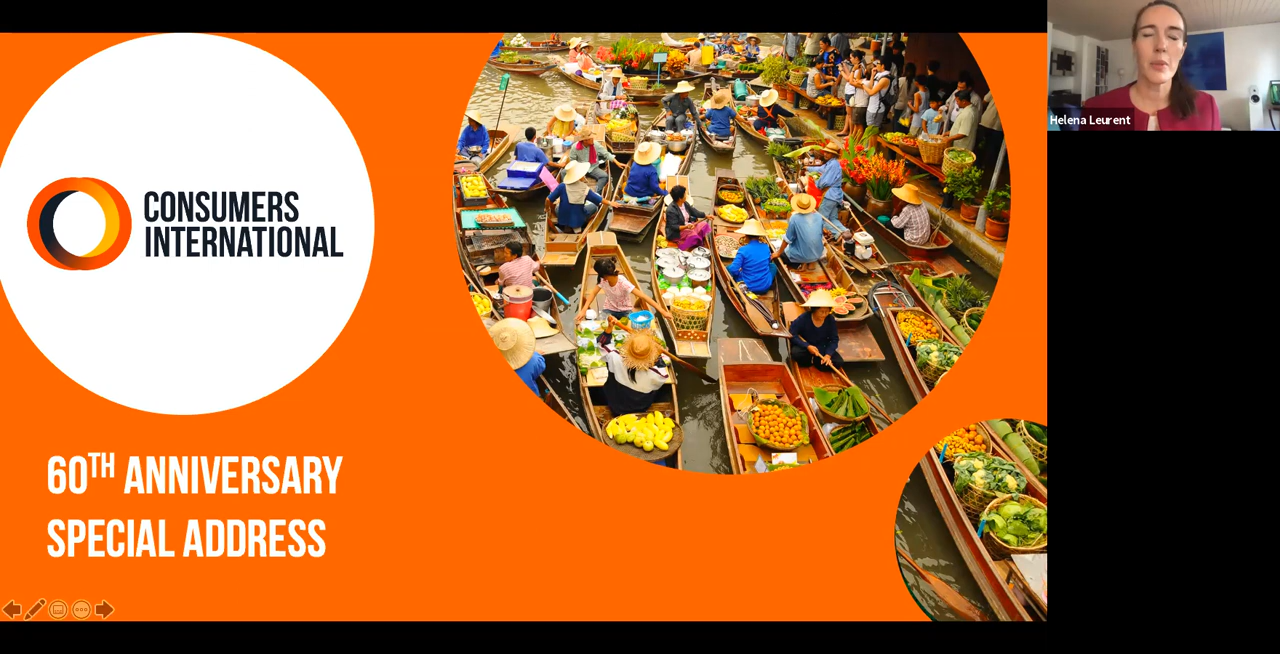 CONSUMERS
INTERNATIONAL
60TH ANNIVERSARY
SPECIAL ADDRESS
Helena Leurent